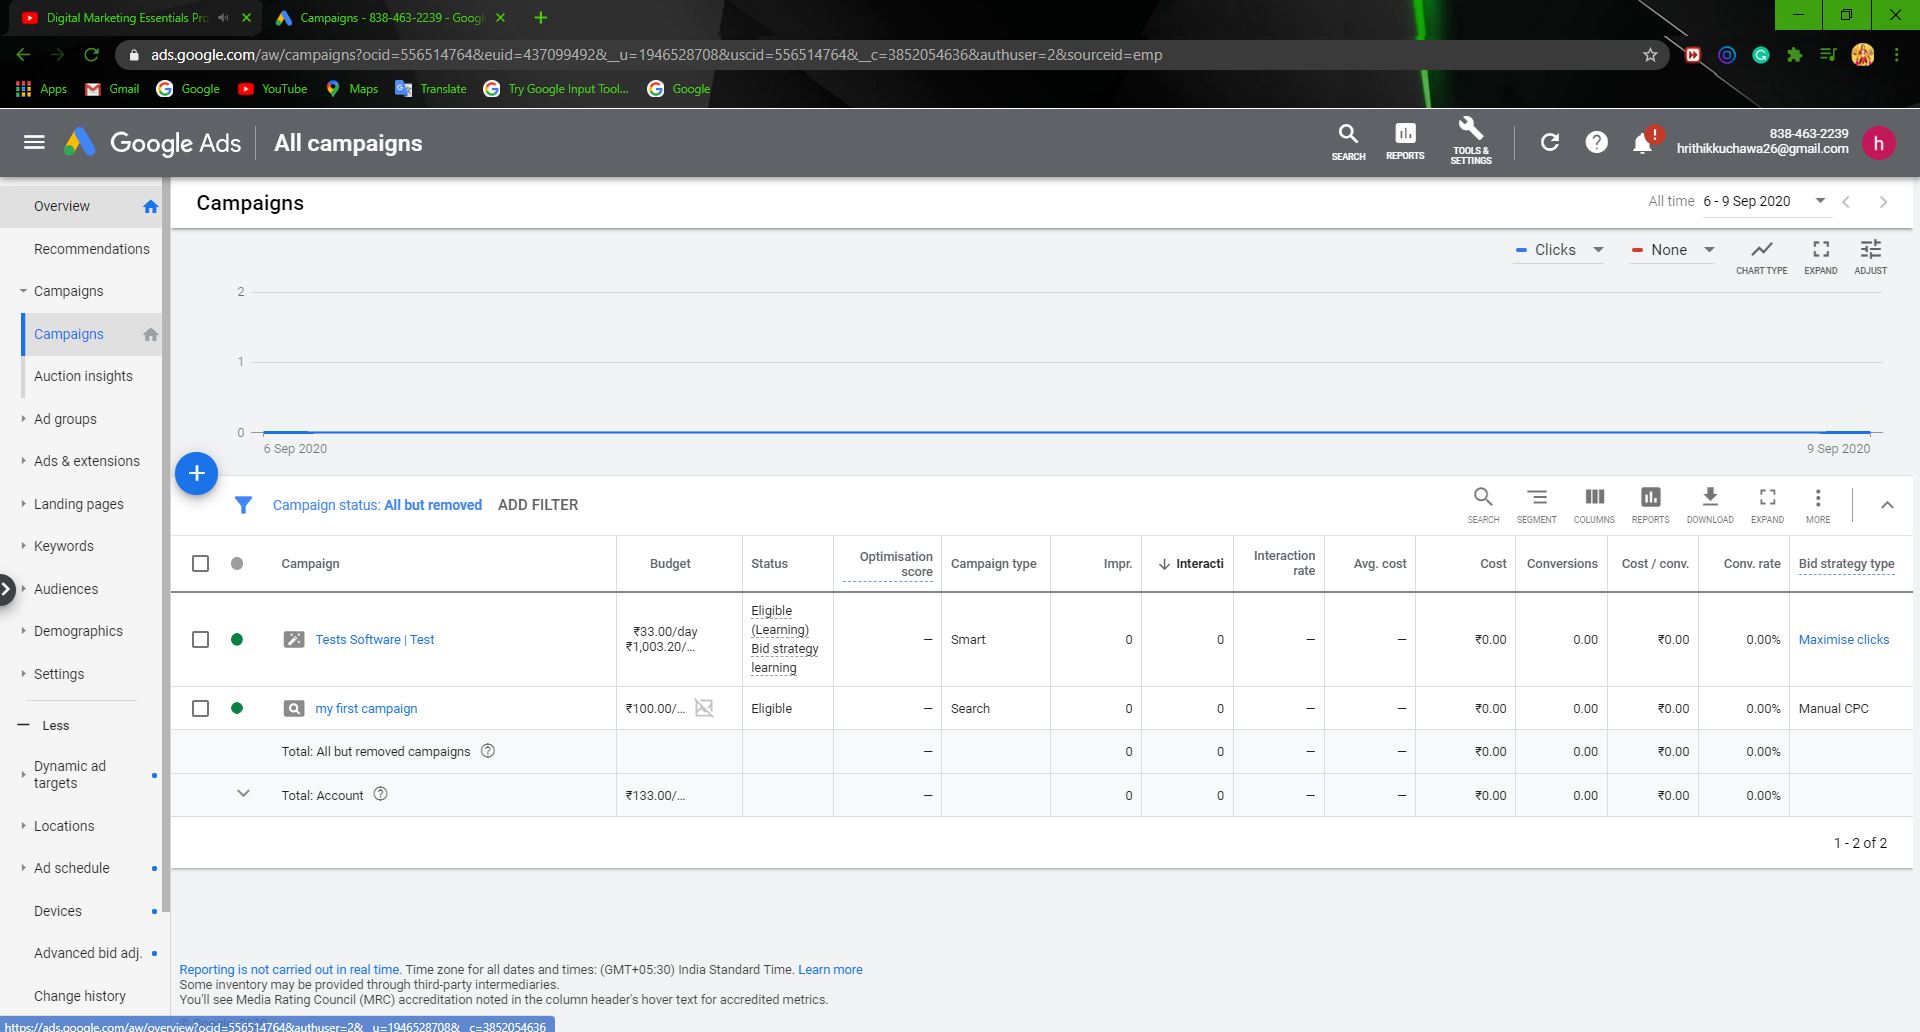 Digital Marketing Essentials Pro
Campaigns - 838-463-2239 - Googl
ads.google.com/aw/campaigns?ocid=556514764&euid=437099492&__u=1946528708&uscid=556514764&__c=3852054636&authuser=2&sourceid=emp
Apps
Gmail
Google
YouTube
Maps
Translate
Try Google Input Tool...
Google
Google Ads
All campaigns
SEARCH
REPORTS
TOOLS &
SETTINGS
838-463-2239
hrithikkuchawa26@gmail.com
h
Overview
Recommendations
Campaigns
Campaigns
Auction insights
Ad groups
Ads & extensions
Landing pages
Keywords
Audiences
Demographics
Settings
Less
Dynamic ad
targets
Locations
Ad schedule
Devices
Advanced bid adj.
Change history
Campaigns
All time 6 - 9 Sep 2020
Clicks
None
CHART TYPE
EXPAND
ADJUST
2
1
0
6 Sep 2020
9 Sep 2020
Campaign status: All but removed ADD FILTER
SEARCH
SEGMENT
COLUMNS
REPORTS
DOWNLOAD
EXPAND
MORE
Campaign Budget Status Optimisation score Campaign type Impr. Interacti Interaction rate Avg. cost Cost Conversions Cost / conv. Conv. rate Bid strategy type
Tests Software | Test ₹33.00/day ₹1,003.20/... Eligible (Learning) Bid strategy learning — Smart 0 0 — — ₹0.00 0.00 ₹0.00 0.00% Maximise clicks
my first campaign ₹100.00/... Eligible — Search 0 0 — — ₹0.00 0.00 ₹0.00 0.00% Manual CPC
Total: All but removed campaigns — 0 0 — — ₹0.00 0.00 ₹0.00 0.00%
Total: Account ₹133.00/... — 0 0 — — ₹0.00 0.00 ₹0.00 0.00%
1 - 2 of 2
Reporting is not carried out in real time. Time zone for all dates and times: (GMT+05:30) India Standard Time. Learn more
Some inventory may be provided through third-party intermediaries.
You'll see Media Rating Council (MRC) accreditation noted in the column header's hover text for accredited metrics.
https://ads.google.com/aw/overview?ocid=556514764&authuser=2&__u=1946528708&__c=3852054636